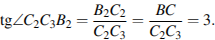 tg∠C₂C₃B₂ = B₂C₂/C₂C₃ = BC/C₂C₃ = 3.